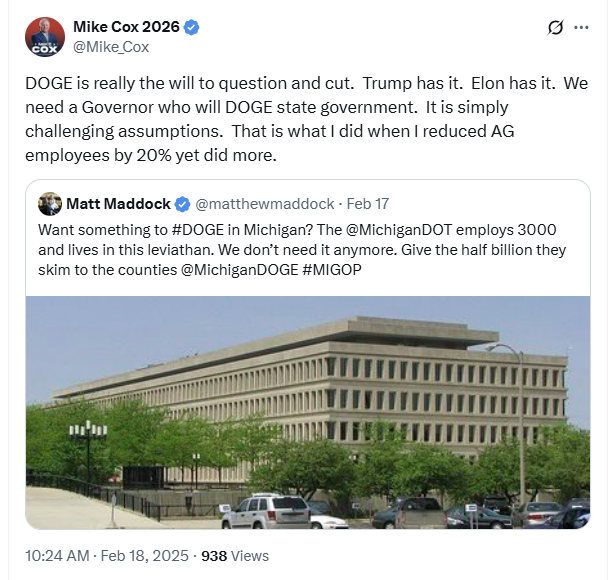 Mike Cox 2026
@Mike_Cox
DOGE is really the will to question and cut.  Trump has it.  Elon has it.  We
need a Governor who will DOGE state government.  It is simply
challenging assumptions.  That is what I did when I reduced AG
employees by 20% yet did more.
Matt Maddock @matthewmaddock · Feb 17
Want something to #DOGE in Michigan? The @MichiganDOT employs 3000
and lives in this leviathan. We don't need it anymore. Give the half billion they
skim to the counties @MichiganDOGE #MIGOP
10:24 AM · Feb 18, 2025 · 938 Views
COX